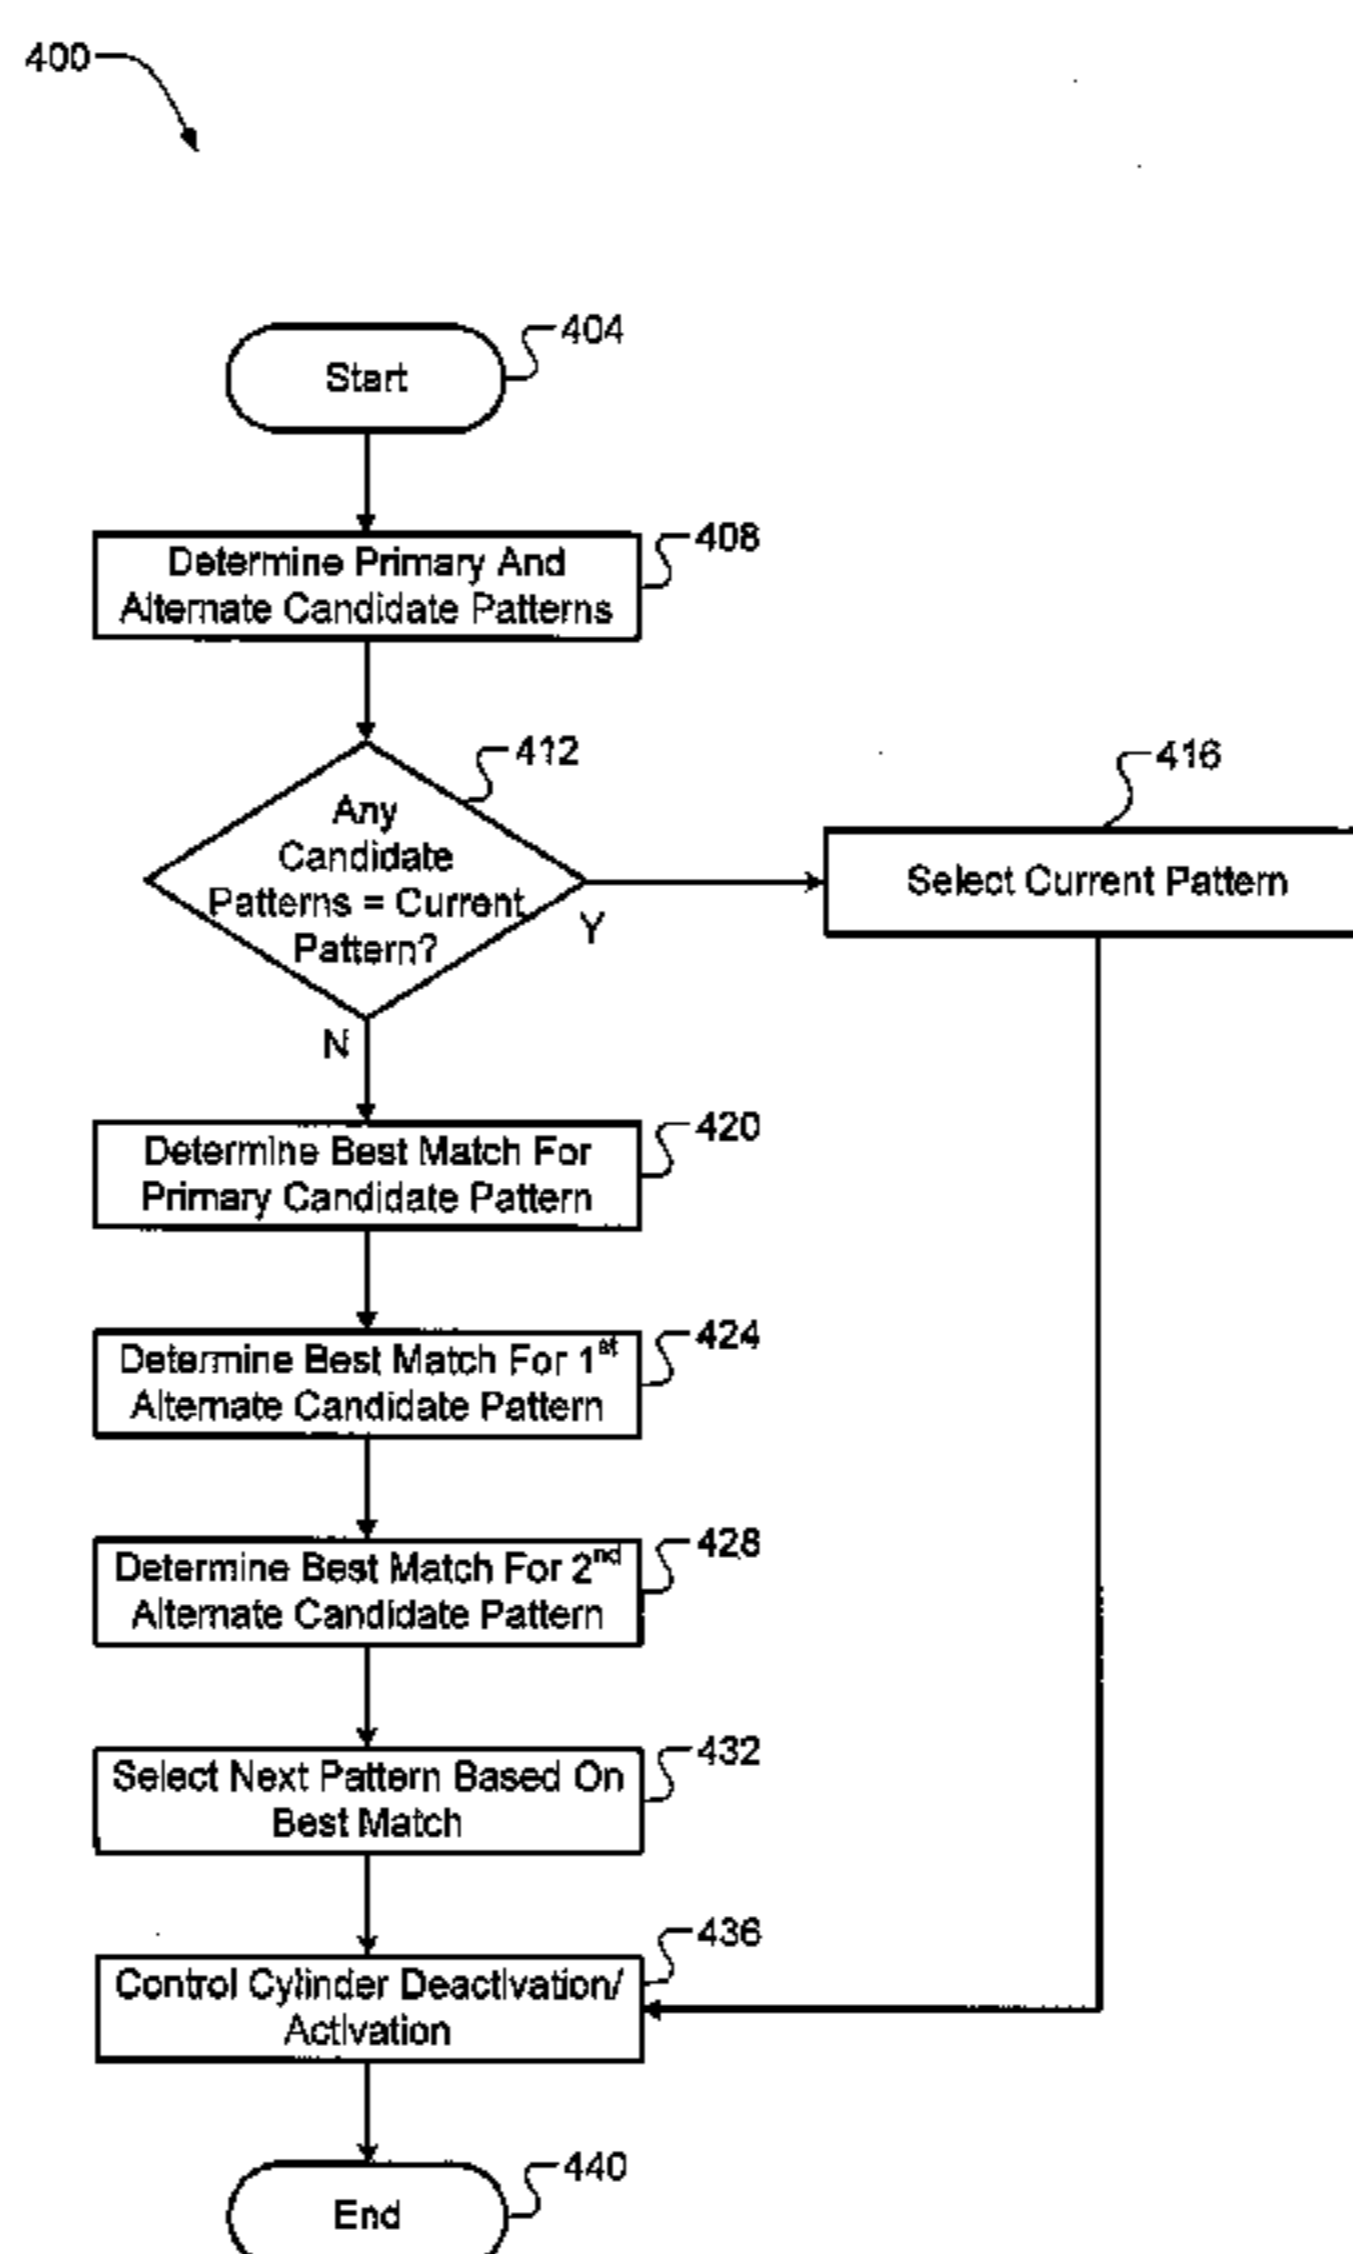 400
Start
404
Determine Primary And
Alternate Candidate Patterns
408
412
Any
Candidate
Patterns = Current
Pattern?
Y
N
416
Select Current Pattern
Determine Best Match For
Primary Candidate Pattern
420
Determine Best Match For 1st
Alternate Candidate Pattern
424
Determine Best Match For 2nd
Alternate Candidate Pattern
428
Select Next Pattern Based On
Best Match
432
Control Cylinder Deactivation/
Activation
436
End
440